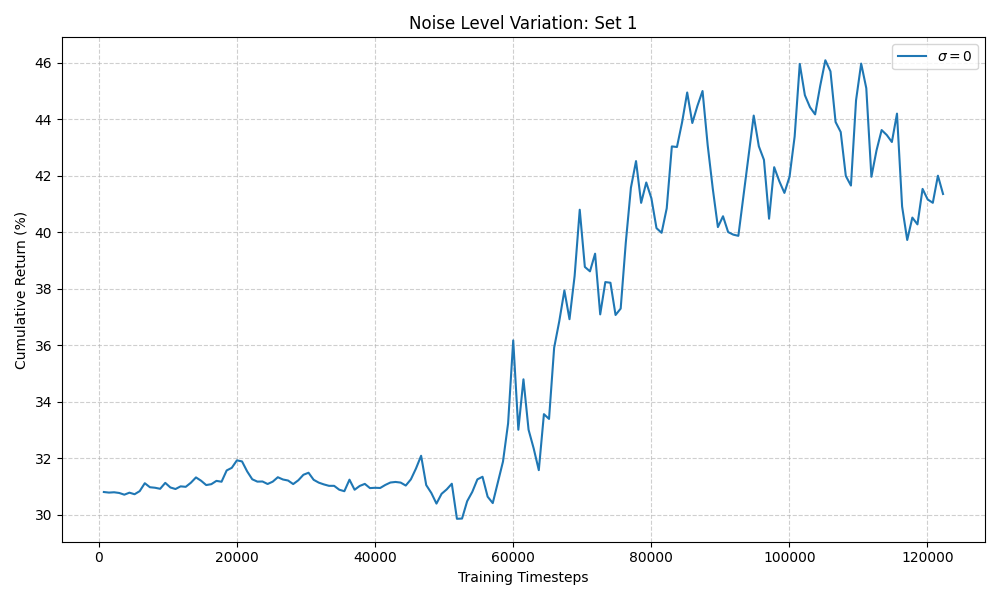 Noise Level Variation: Set 1
σ = 0
Cumulative Return (%)
46
44
42
40
38
36
34
32
30
0 20000 40000 60000 80000 100000 120000
Training Timesteps